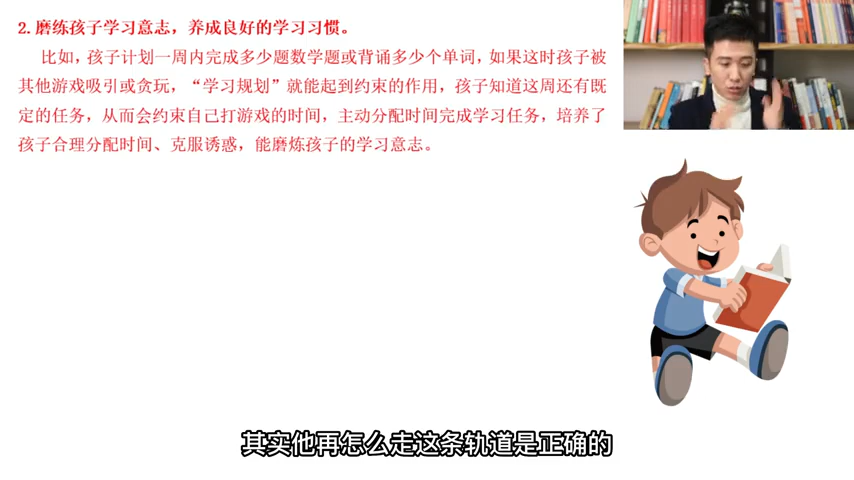 2. 磨练孩子学习意志，养成良好的学习习惯。
比如，孩子计划一周内完成多少题数学题或背诵多少个单词，如果这时孩子被
其他游戏吸引或贪玩，“学习规划”就能起到约束的作用，孩子知道这周还有既
定的任务，从而会约束自己打游戏的时间，主动分配时间完成学习任务，培养了
孩子合理分配时间、克服诱惑，能磨炼孩子的学习意志。
其实他再怎么走这条轨道是正确的